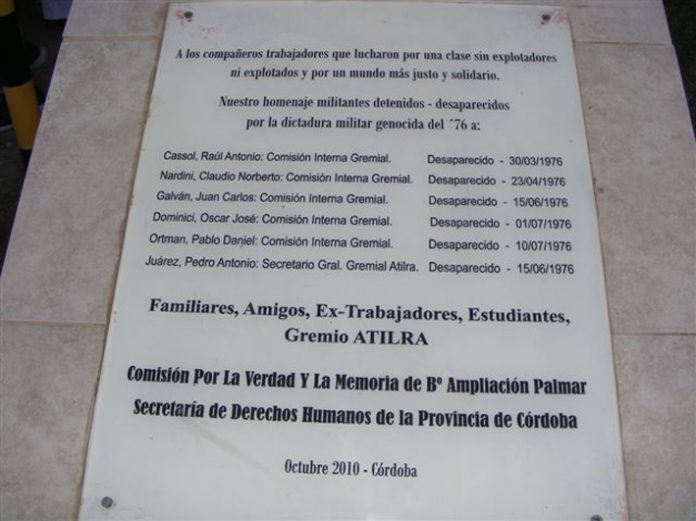 A los compañeros trabajadores que lucharon por una clase sin explotadores
ni explotados y por un mundo más justo y solidario.
Nuestro homenaje militantes detenidos - desaparecidos
por la dictadura militar genocida del ´76 a:
Cassol, Raúl Antonio: Comisión Interna Gremial. Desaparecido - 30/03/1976
Nardini, Claudio Norberto: Comisión Interna Gremial. Desaparecido - 23/04/1976
Galván, Juan Carlos: Comisión Interna Gremial. Desaparecido - 15/06/1976
Dominici, Oscar José: Comisión Interna Gremial. Desaparecido - 01/07/1976
Ortman, Pablo Daniel: Comisión Interna Gremial. Desaparecido - 10/07/1976
Juárez, Pedro Antonio: Secretario Gral. Gremial Atilra. Desaparecido - 15/06/1976
Familiares, Amigos, Ex-Trabajadores, Estudiantes,
Gremio ATILRA
Comisión Por La Verdad Y La Memoria de Bº Ampliación Palmar
Secretaría de Derechos Humanos de la Provincia de Córdoba
Octubre 2010 - Córdoba